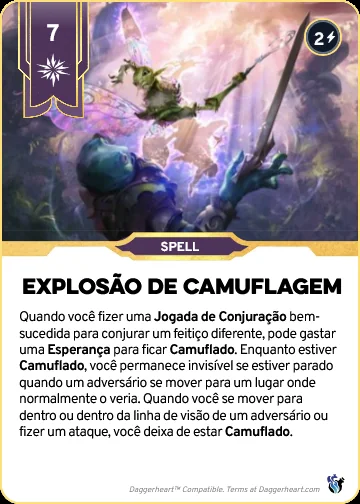 7
2
SPELL
EXPLOSÃO DE CAMUFLAGEM
Quando você fizer uma Jogada de Conjuração bem-
sucedida para conjurar um feitiço diferente, pode gastar
uma Esperança para ficar Camuflado. Enquanto estiver
Camuflado, você permanece invisível se estiver parado
quando um adversário se mover para um lugar onde
normalmente o veria. Quando você se mover para
dentro ou dentro da linha de visão de um adversário ou
fizer um ataque, você deixa de estar Camuflado.
Daggerheart™ Compatible. Terms at Daggerheart.com